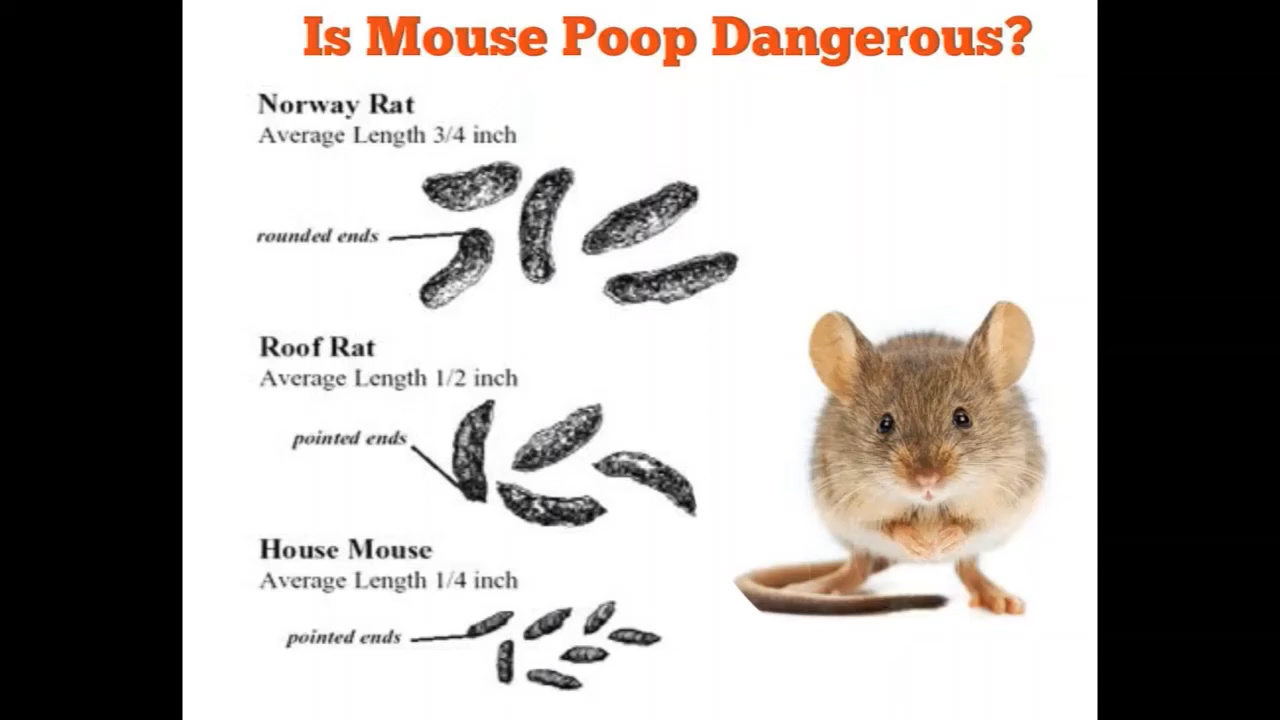 Is Mouse Poop Dangerous?
Norway Rat
Average Length 3/4 inch
rounded ends
Roof Rat
Average Length 1/2 inch
pointed ends
House Mouse
Average Length 1/4 inch
pointed ends